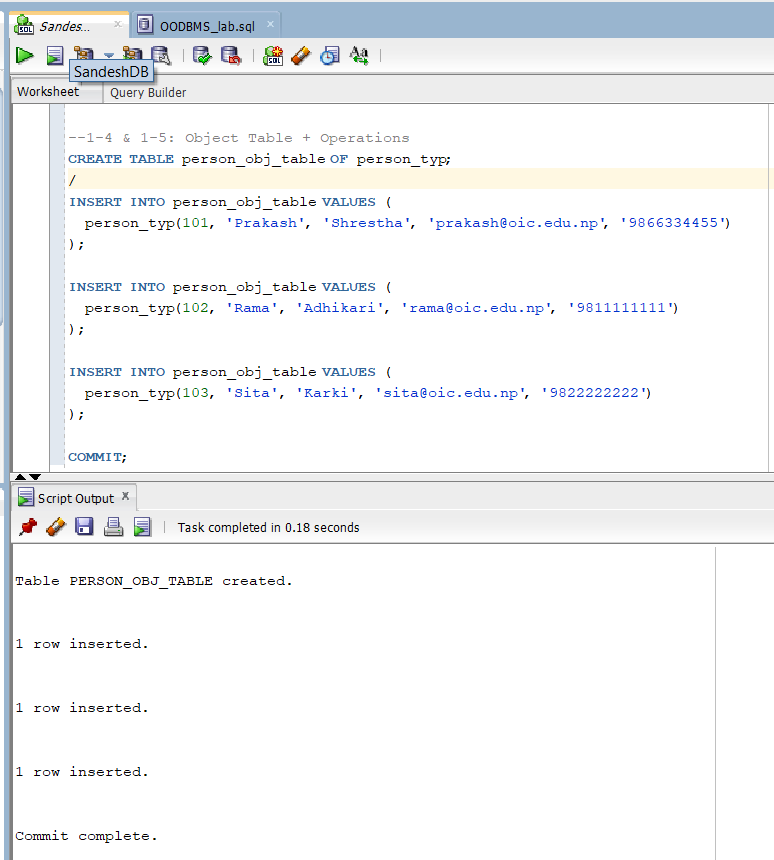 Sandes...
OODBMS_lab.sql
SQL
SQL
Aa
SandeshDB
Worksheet
Query Builder
--1-4 & 1-5: Object Table + Operations
CREATE TABLE person_obj_table OF person_typ;
/
INSERT INTO person_obj_table VALUES (
person_typ(101, 'Prakash', 'Shrestha', 'prakash@oic.edu.np', '9866334455')
);
INSERT INTO person_obj_table VALUES (
person_typ(102, 'Rama', 'Adhikari', 'rama@oic.edu.np', '9811111111')
);
INSERT INTO person_obj_table VALUES (
person_typ(103, 'Sita', 'Karki', 'sita@oic.edu.np', '9822222222')
);
COMMIT;
Script Output
Task completed in 0.18 seconds
Table PERSON_OBJ_TABLE created.
1 row inserted.
1 row inserted.
1 row inserted.
Commit complete.